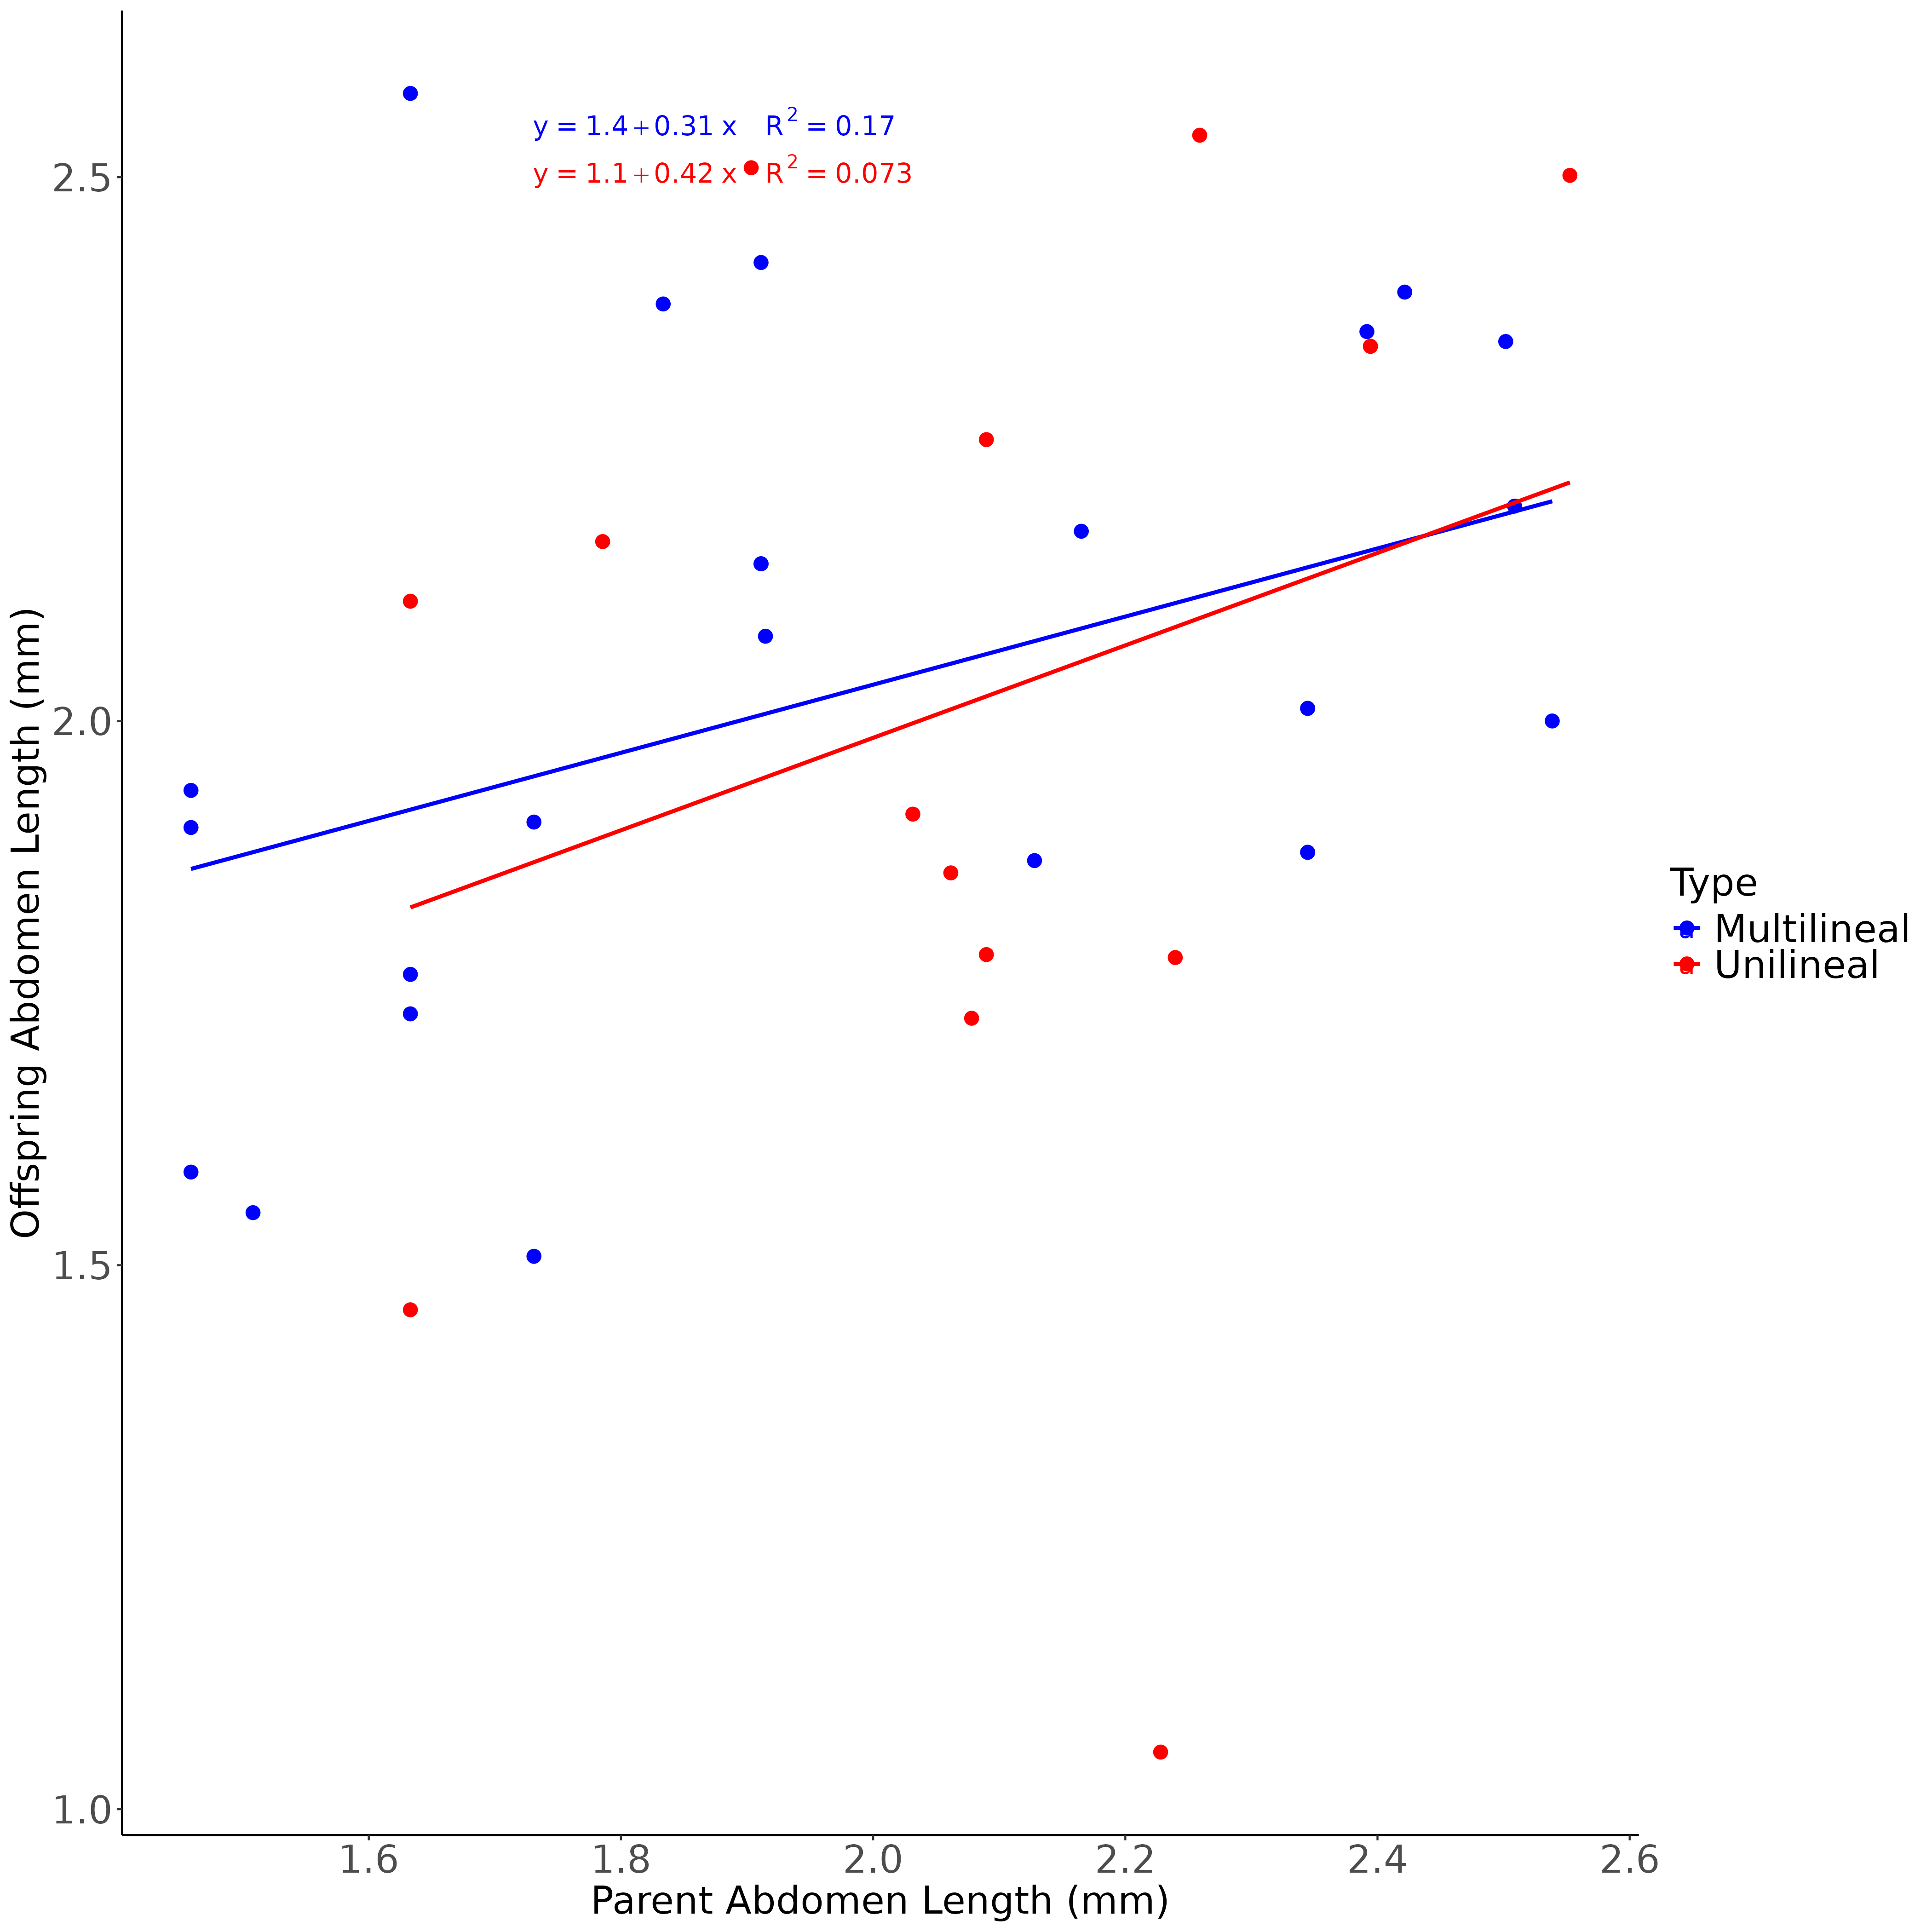 y = 1.4+0.31 x R² = 0.17
y = 1.1+0.42 x R² = 0.073
2.5
2.0
1.5
1.0
Offspring Abdomen Length (mm)
1.6 1.8 2.0 2.2 2.4 2.6
Parent Abdomen Length (mm)
Type
Multilineal
Unilineal